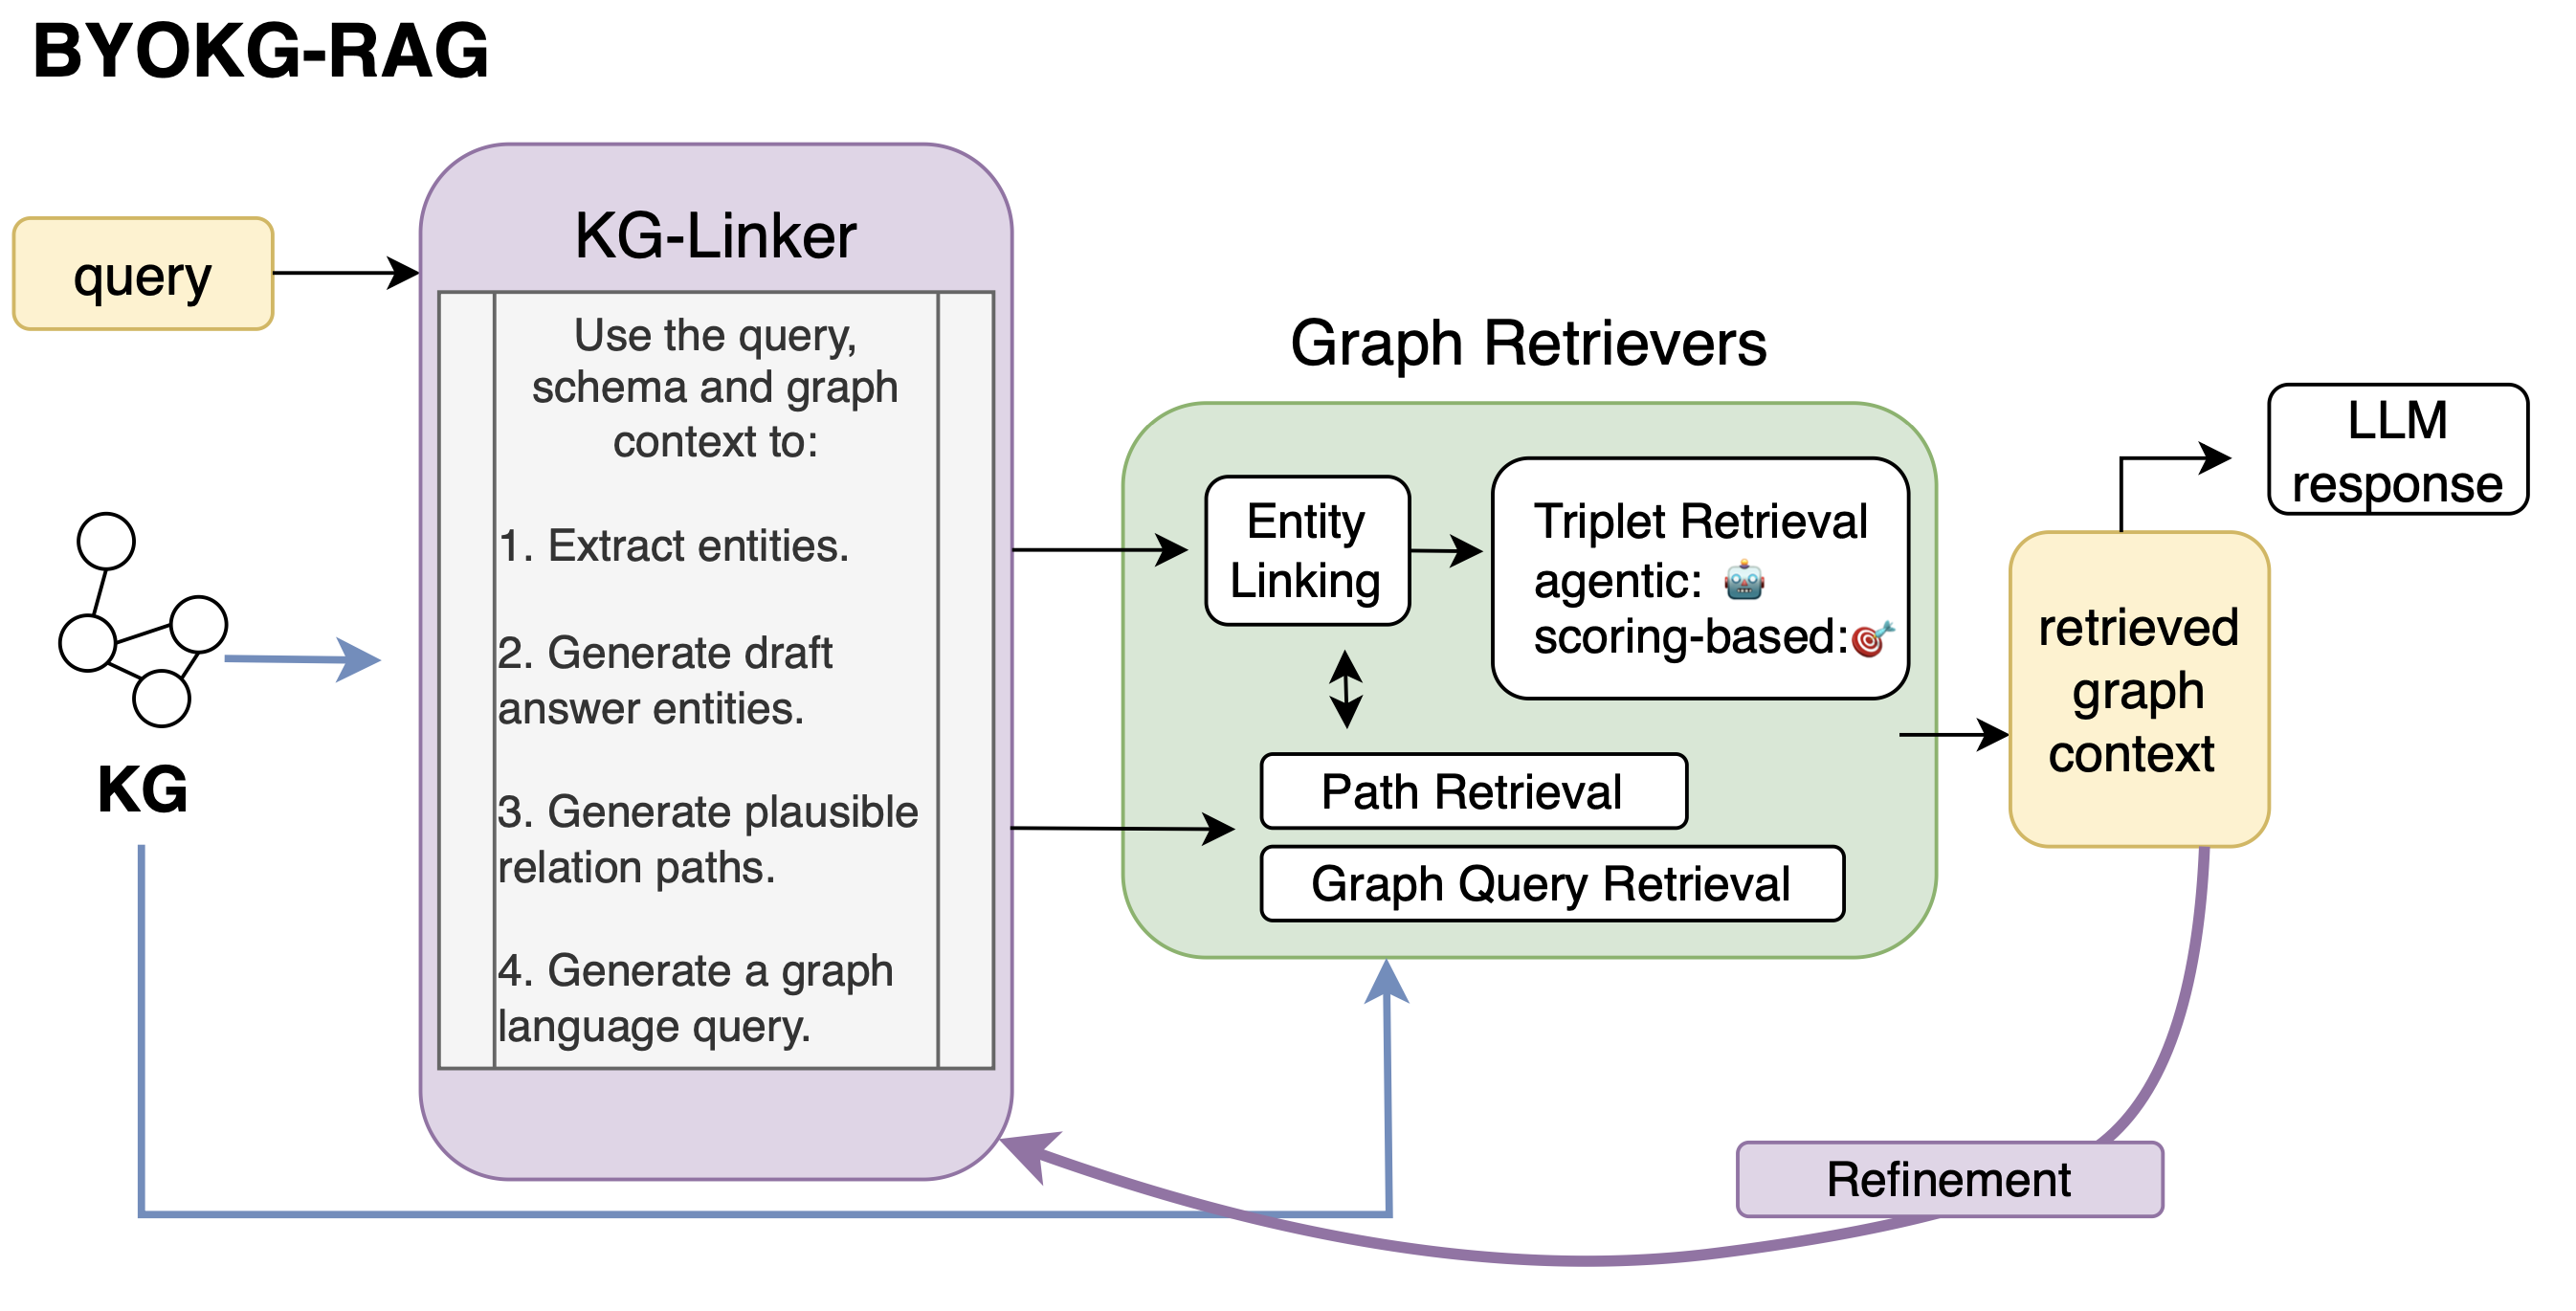 BYOKG-RAG
query
KG
KG-Linker
Use the query,
schema and graph
context to:
1. Extract entities.
2. Generate draft
answer entities.
3. Generate plausible
relation paths.
4. Generate a graph
language query.
Graph Retrievers
Entity
Linking
Triplet Retrieval
agentic:
scoring-based:
Path Retrieval
Graph Query Retrieval
LLM
response
retrieved
graph
context
Refinement